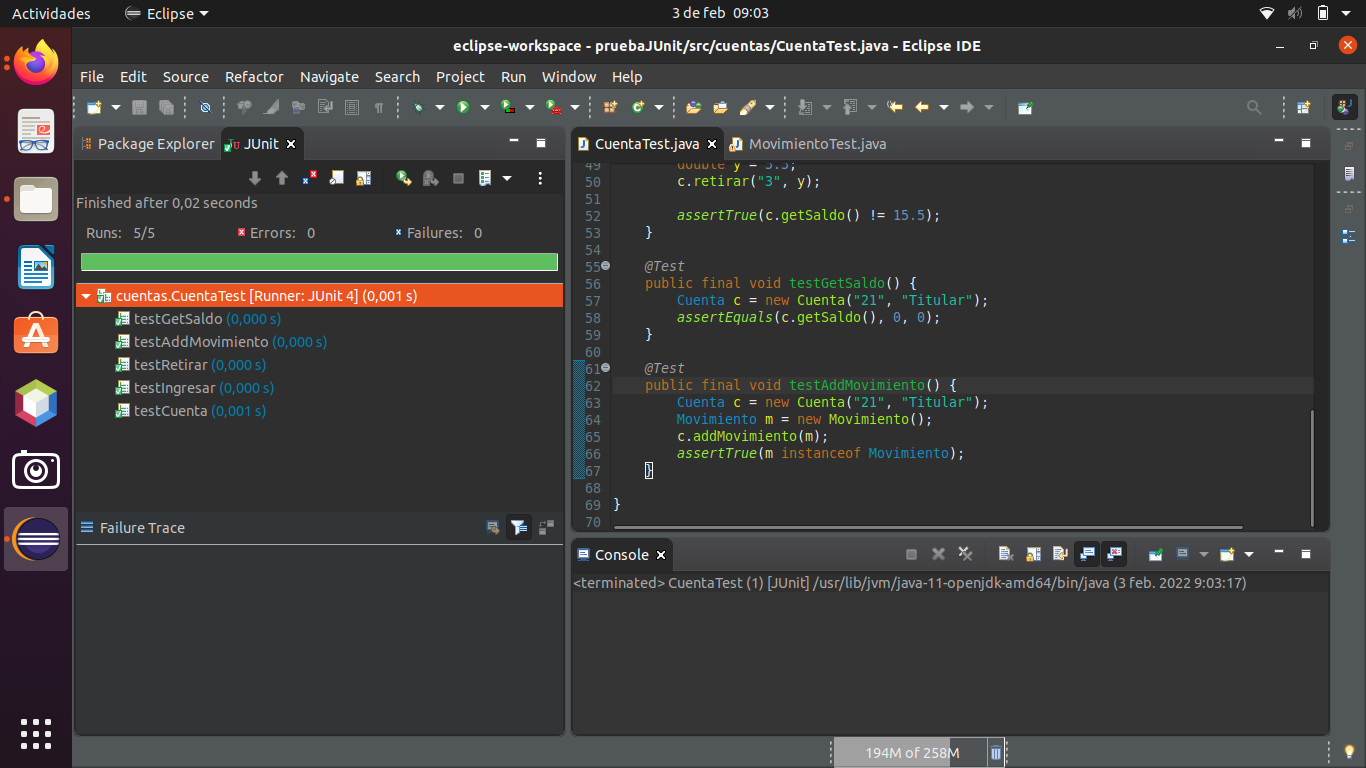 Actividades Eclipse 3 de feb 09:03
eclipse-workspace - pruebaJUnit/src/cuentas/CuentaTest.java - Eclipse IDE
File Edit Source Refactor Navigate Search Project Run Window Help
Package Explorer JUnit
Finished after 0,02 seconds
Runs: 5/5 Errors: 0 Failures: 0
cuentas.CuentaTest [Runner: JUnit 4] (0,001 s)
testGetSaldo (0,000 s)
testAddMovimiento (0,000 s)
testRetirar (0,000 s)
testIngresar (0,000 s)
testCuenta (0,001 s)
Failure Trace
CuentaTest.java MovimientoTest.java
49 double y = 5.5;
50 c.retirar("3", y);
51
52 assertTrue(c.getSaldo() != 15.5);
53 }
54
55 @Test
56 public final void testGetSaldo() {
57 Cuenta c = new Cuenta("21", "Titular");
58 assertEquals(c.getSaldo(), 0, 0);
59 }
60
61 @Test
62 public final void testAddMovimiento() {
63 Cuenta c = new Cuenta("21", "Titular");
64 Movimiento m = new Movimiento();
65 c.addMovimiento(m);
66 assertTrue(m instanceof Movimiento);
67 }
68
69 }
70
Console
<terminated> CuentaTest (1) [JUnit] /usr/lib/jvm/java-11-openjdk-amd64/bin/java (3 feb. 2022 9:03:17)
194M of 258M